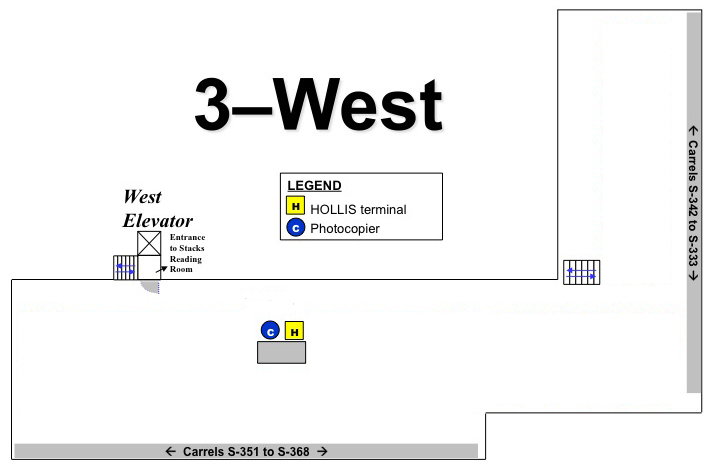 3–West
LEGEND
H HOLLIS terminal
C Photocopier
West
Elevator
Entrance
to Stacks
Reading
Room
C H
← Carrels S-342 to S-333 →
← Carrels S-351 to S-368 →